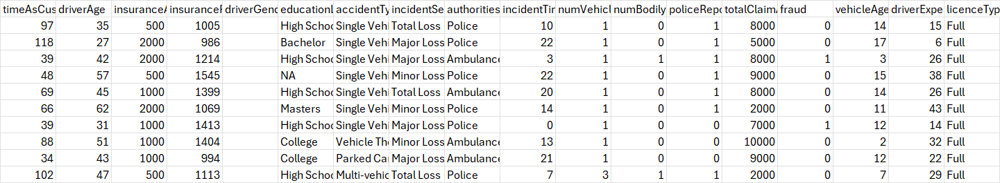 timeAsCus driverAge insuranceA insuranceP driverGend educationL accidentTy incidentSe authorities incidentTin numVehicl numBodily policeRepo totalClaimA fraud vehicleAge driverExpe licenceTyp
97 35 500 1005 High Schoo Single Vehi Total Loss Police 10 1 0 1 8000 0 14 15 Full
118 27 2000 986 Bachelor Single Vehi Major Loss Police 22 1 0 1 5000 0 17 6 Full
39 42 2000 1214 High Schoo Single Vehi Major Loss Ambulance 3 1 1 1 8000 1 3 26 Full
48 57 500 1545 NA Single Vehi Minor Loss Police 22 1 0 1 9000 0 15 38 Full
69 45 1000 1399 High Schoo Single Vehi Total Loss Ambulance 20 1 0 1 8000 0 14 26 Full
66 62 2000 1069 Masters Single Vehi Minor Loss Police 14 1 0 1 2000 0 11 43 Full
39 31 1000 1413 High Schoo Single Vehi Major Loss Police 0 1 0 0 7000 1 12 14 Full
88 51 1000 1404 College Vehicle The Minor Loss Ambulance 13 1 0 0 10000 0 2 32 Full
34 43 1000 994 College Parked Car Major Loss Ambulance 21 1 0 0 9000 0 12 22 Full
102 47 500 1113 High Schoo Multi-vehic Total Loss Police 7 3 1 1 2000 0 7 29 Full